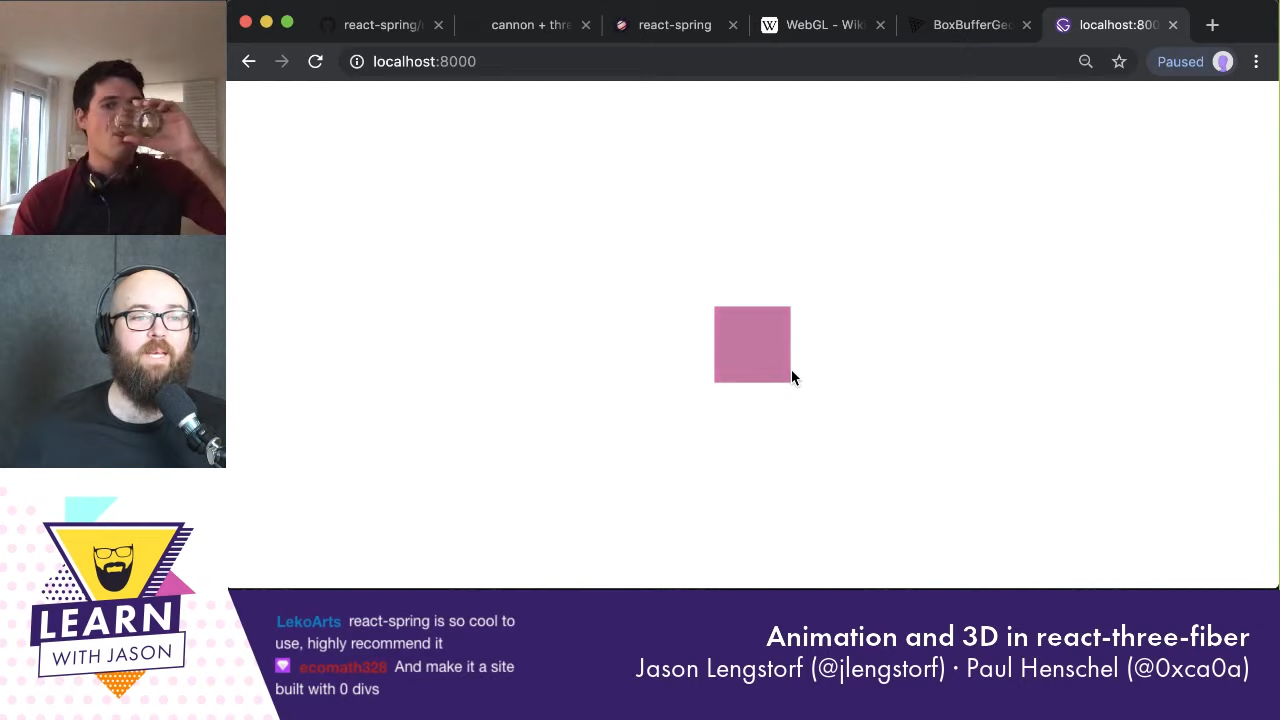 react-spring/
cannon + thre
react-spring
WebGL - Wiki
BoxBufferGeo
localhost:800
localhost:8000
Paused
LEARN
WITH JASON
LekoArts react-spring is so cool to
use, highly recommend it
ecomath328 And make it a site
built with 0 divs
Animation and 3D in react-three-fiber
Jason Lengstorf (@jlengstorf) · Paul Henschel (@0xca0a)